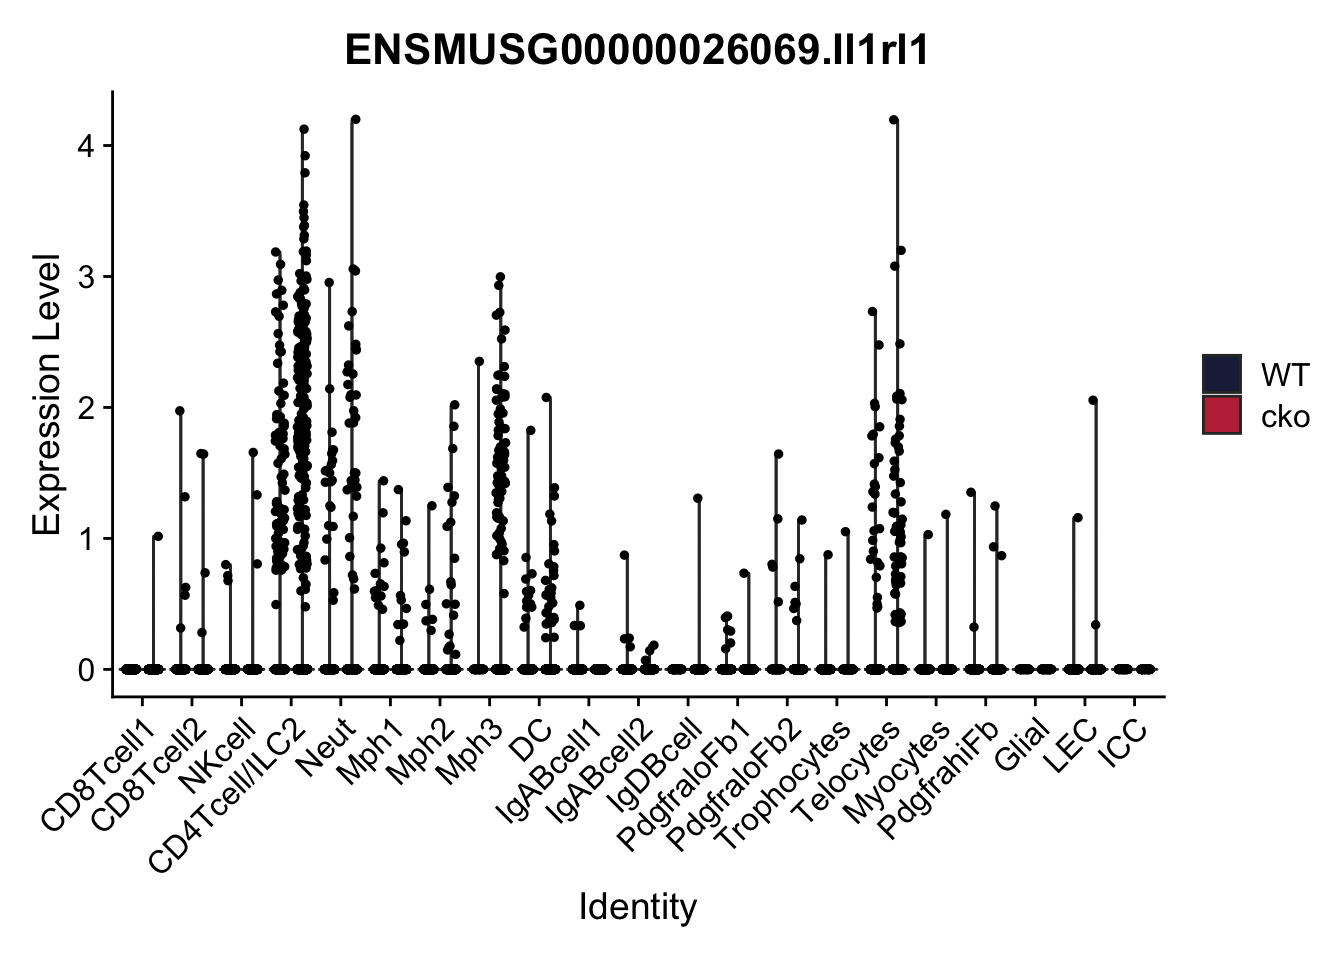 ENSMUSG00000026069.Il1rl1
Expression Level
4
3
2
1
0
WT
cko
CD8Tcell1
CD8Tcell2
NKcell
CD4Tcell/ILC2
Neut
Mph1
Mph2
Mph3
DC
IgABcell1
IgABcell2
IgDBcell
PdgfraloFb1
PdgfraloFb2
Trophocytes
Telocytes
Myocytes
PdgfrahiFb
Glial
LEC
ICC
Identity